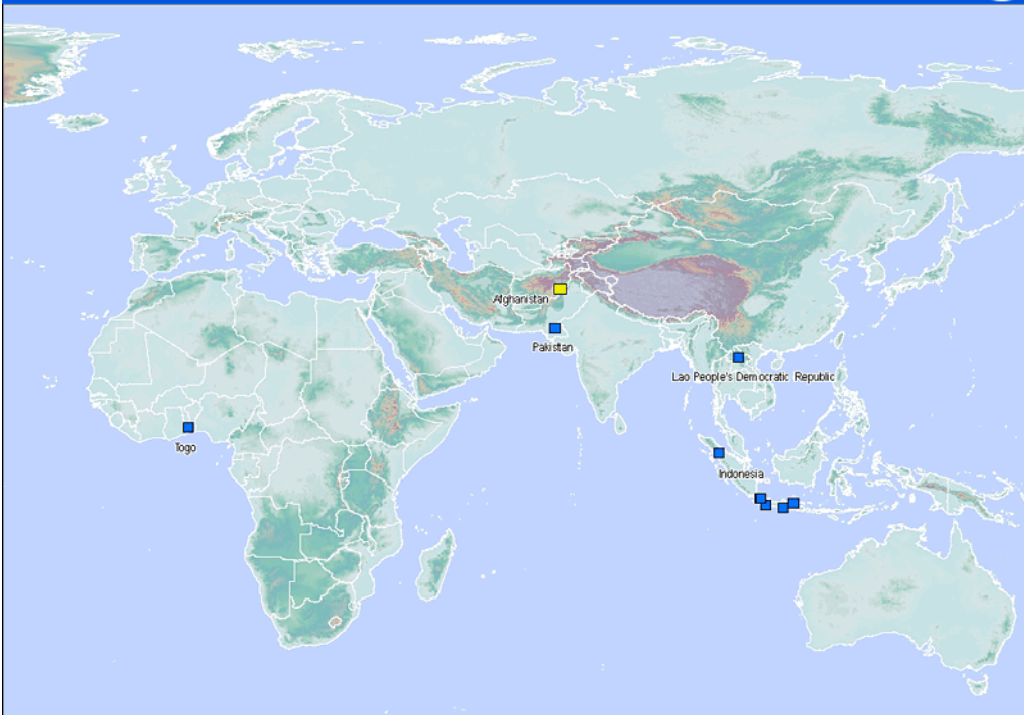 Afghanistan
Pakistan
Lao People's Democratic Republic
Togo
Indonesia